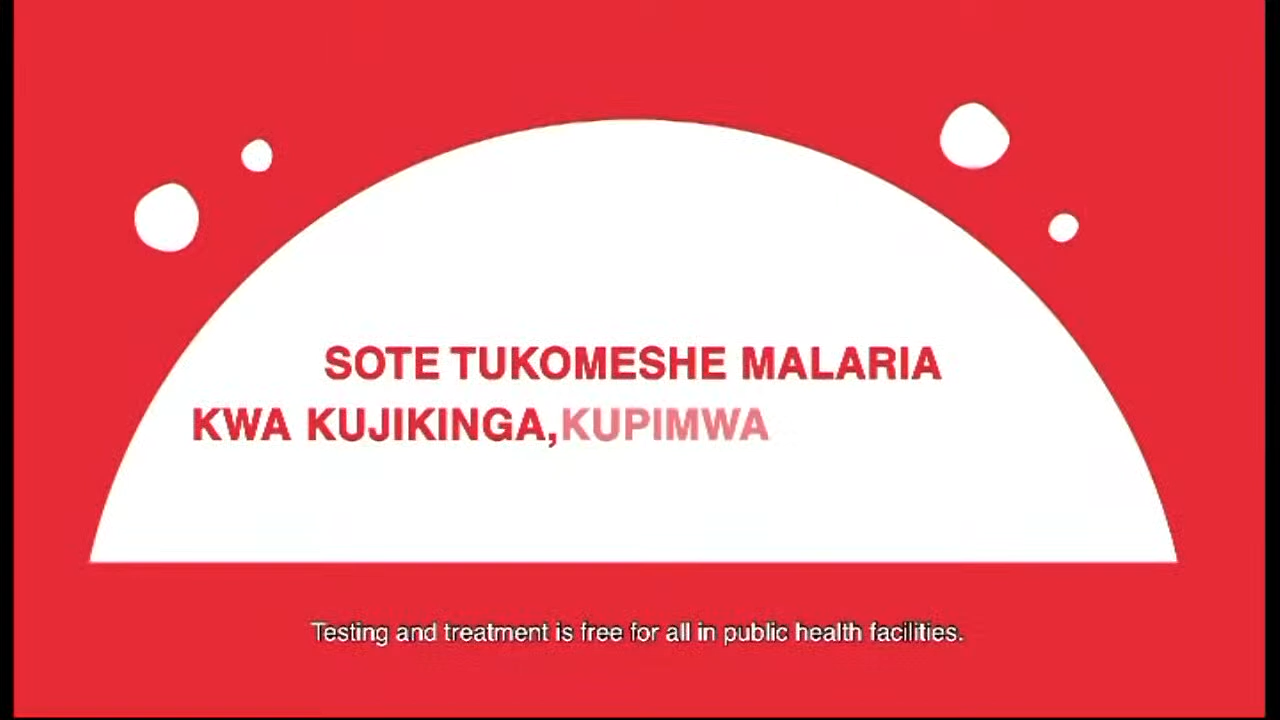 SOTE TUKOMESHE MALARIA
KWA KUJIKINGA,KUPIMWA
Testing and treatment is free for all in public health facilities.